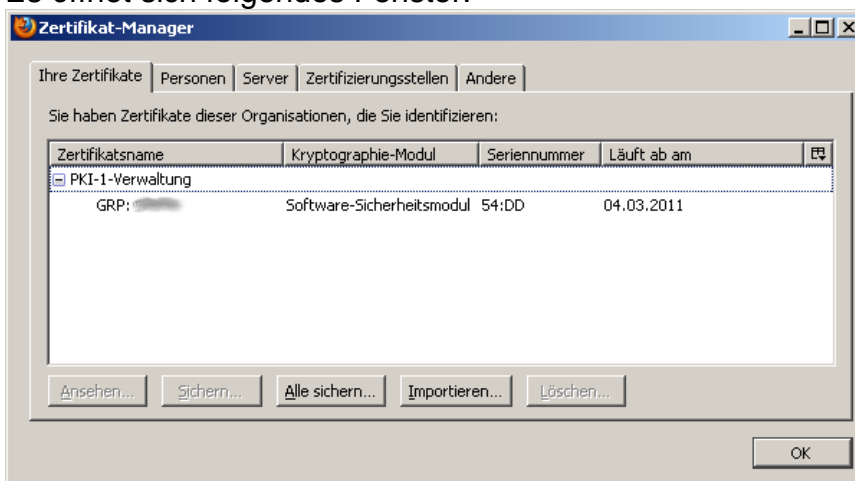 Es öffnet sich folgendes Fenster:
Zertifikat-Manager
Ihre Zertifikate Personen Server Zertifizierungsstellen Andere
Sie haben Zertifikate dieser Organisationen, die Sie identifizieren:
Zertifikatsname Kryptographie-Modul Seriennummer Läuft ab am
PKI-1-Verwaltung
GRP: Software-Sicherheitsmodul 54:DD 04.03.2011
Ansehen... Sichern... Alle sichern... Importieren... Löschen...
OK